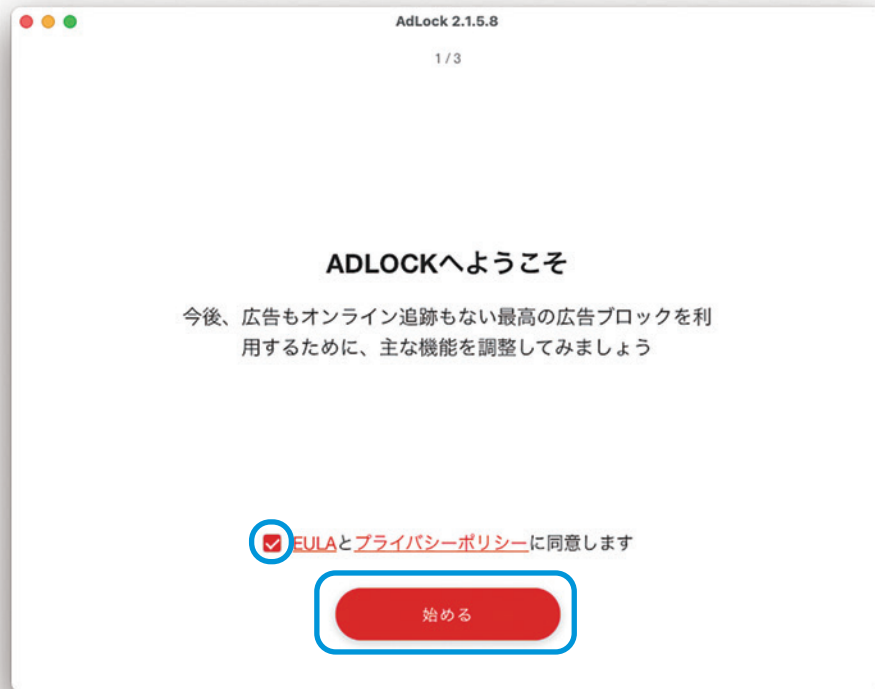 AdLock 2.1.5.8
1 / 3
ADLOCKへようこそ
今後、広告もオンライン追跡もない最高の広告ブロックを利
用するために、主な機能を調整してみましょう
EULAとプライバシーポリシーに同意します
始める